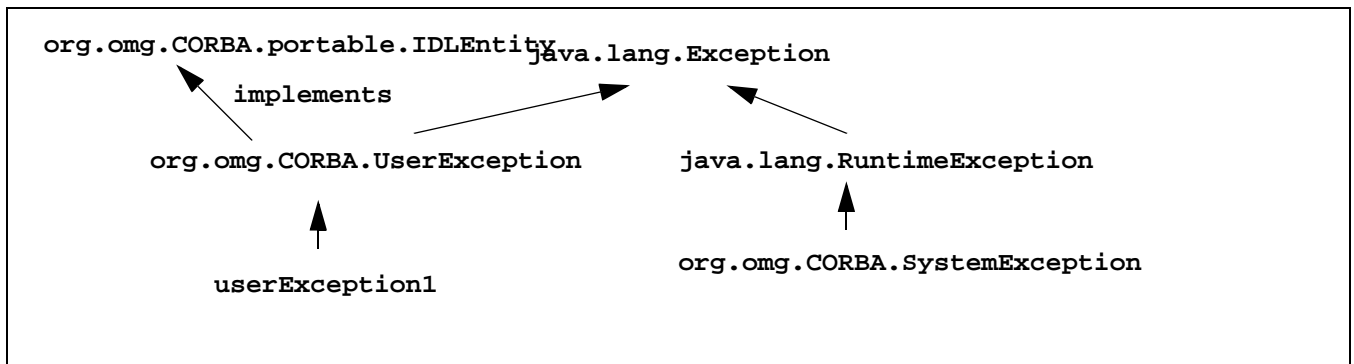 org.omg.CORBA.portable.IDLEntity
java.lang.Exception
implements
org.omg.CORBA.UserException
java.lang.RuntimeException
org.omg.CORBA.SystemException
userException1